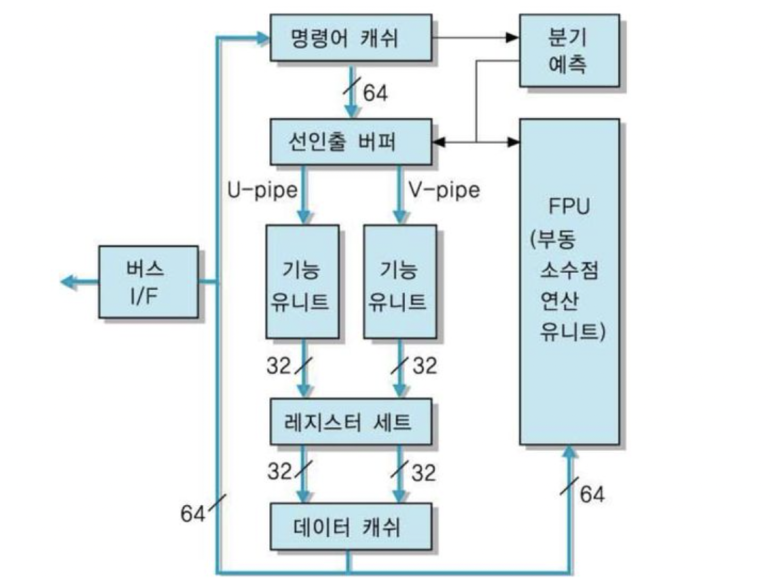 명령어 캐쉬
분기
예측
64
선인출 버퍼
U-pipe
V-pipe
FPU
(부동
소수점
연산
유니트)
버스
I/F
기능
유니트
기능
유니트
32
32
레지스터 세트
32
32
64
64
데이터 캐쉬